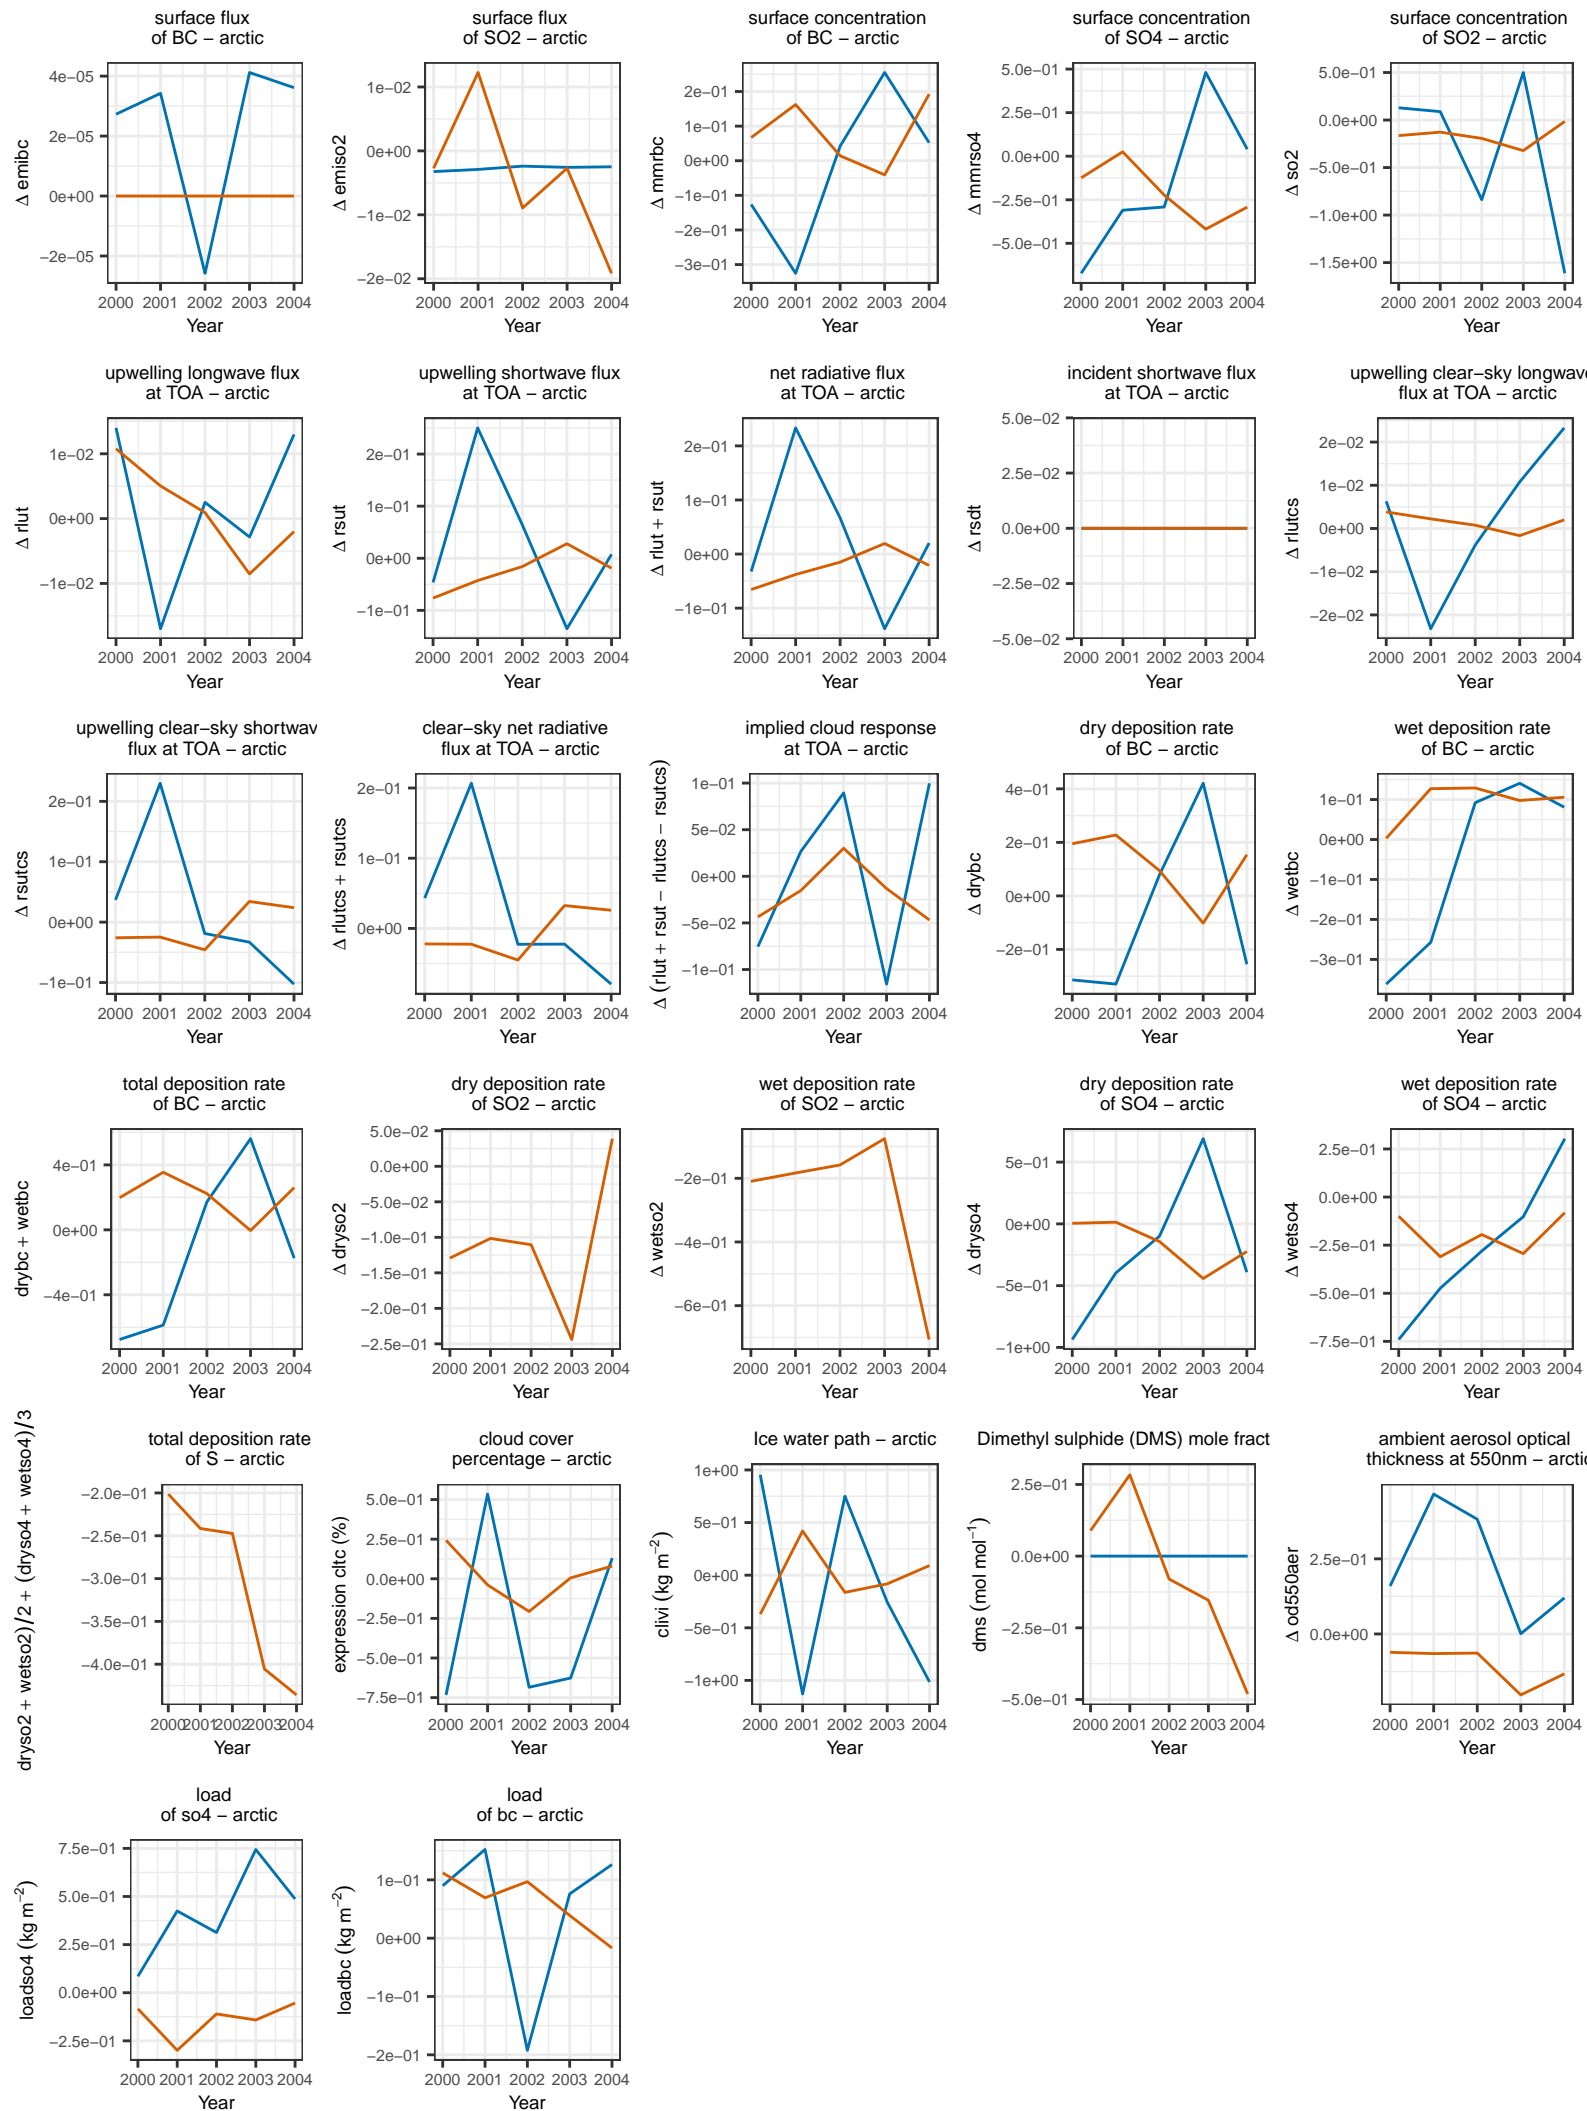 surface flux
of BC − arctic
4e−05
2e−05
0e+00
−2e−05
Δ emibc
2000 2001 2002 2003 2004
Year
surface flux
of SO2 − arctic
1e−02
0e+00
−1e−02
−2e−02
Δ emiso2
2000 2001 2002 2003 2004
Year
surface concentration
of BC − arctic
2e−01
1e−01
0e+00
−1e−01
−2e−01
−3e−01
Δ mmrbc
2000 2001 2002 2003 2004
Year
surface concentration
of SO4 − arctic
5.0e−01
2.5e−01
0.0e+00
−2.5e−01
−5.0e−01
Δ mmrso4
2000 2001 2002 2003 2004
Year
surface concentration
of SO2 − arctic
5.0e−01
0.0e+00
−5.0e−01
−1.0e+00
−1.5e+00
Δ so2
2000 2001 2002 2003 2004
Year
upwelling longwave flux
at TOA − arctic
1e−02
0e+00
−1e−02
Δ rlut
2000 2001 2002 2003 2004
Year
upwelling shortwave flux
at TOA − arctic
2e−01
1e−01
0e+00
−1e−01
Δ rsut
2000 2001 2002 2003 2004
Year
net radiative flux
at TOA − arctic
2e−01
1e−01
0e+00
−1e−01
Δ rlut + rsut
2000 2001 2002 2003 2004
Year
incident shortwave flux
at TOA − arctic
5.0e−02
2.5e−02
0.0e+00
−2.5e−02
−5.0e−02
Δ rsdt
2000 2001 2002 2003 2004
Year
upwelling clear−sky longwave
flux at TOA − arctic
2e−02
1e−02
0e+00
−1e−02
−2e−02
Δ rlutcs
2000 2001 2002 2003 2004
Year
upwelling clear−sky shortwav
flux at TOA − arctic
2e−01
1e−01
0e+00
−1e−01
Δ rsutcs
2000 2001 2002 2003 2004
Year
clear−sky net radiative
flux at TOA − arctic
2e−01
1e−01
0e+00
Δ rlutcs + rsutcs
2000 2001 2002 2003 2004
Year
implied cloud response
at TOA − arctic
1e−01
5e−02
0e+00
−5e−02
−1e−01
Δ (rlut + rsut − rlutcs − rsutcs)
2000 2001 2002 2003 2004
Year
dry deposition rate
of BC − arctic
4e−01
2e−01
0e+00
−2e−01
Δ drybc
2000 2001 2002 2003 2004
Year
wet deposition rate
of BC − arctic
1e−01
0e+00
−1e−01
−2e−01
−3e−01
Δ wetbc
2000 2001 2002 2003 2004
Year
total deposition rate
of BC − arctic
4e−01
0e+00
−4e−01
drybc + wetbc
2000 2001 2002 2003 2004
Year
dry deposition rate
of SO2 − arctic
5.0e−02
0.0e+00
−5.0e−02
−1.0e−01
−1.5e−01
−2.0e−01
−2.5e−01
Δ dryso2
2000 2001 2002 2003 2004
Year
wet deposition rate
of SO2 − arctic
−2e−01
−4e−01
−6e−01
Δ wetso2
2000 2001 2002 2003 2004
Year
dry deposition rate
of SO4 − arctic
5e−01
0e+00
−5e−01
−1e+00
Δ dryso4
2000 2001 2002 2003 2004
Year
wet deposition rate
of SO4 − arctic
2.5e−01
0.0e+00
−2.5e−01
−5.0e−01
−7.5e−01
Δ wetso4
2000 2001 2002 2003 2004
Year
total deposition rate
of S − arctic
−2.0e−01
−2.5e−01
−3.0e−01
−3.5e−01
−4.0e−01
dryso2 + wetso2)/2 + (dryso4 + wetso4)/3
2000 2001 2002 2003 2004
Year
cloud cover
percentage − arctic
5.0e−01
2.5e−01
0.0e+00
−2.5e−01
−5.0e−01
−7.5e−01
expression cltc (%)
2000 2001 2002 2003 2004
Year
Ice water path − arctic
1e+00
5e−01
0e+00
−5e−01
−1e+00
clivi (kg m⁻²)
2000 2001 2002 2003 2004
Year
Dimethyl sulphide (DMS) mole fract
2.5e−01
0.0e+00
−2.5e−01
−5.0e−01
dms (mol mol⁻¹)
2000 2001 2002 2003 2004
Year
ambient aerosol optical
thickness at 550nm − arctic
2.5e−01
0.0e+00
Δ od550aer
2000 2001 2002 2003 2004
Year
load
of so4 − arctic
7.5e−01
5.0e−01
2.5e−01
0.0e+00
−2.5e−01
loadso4 (kg m⁻²)
2000 2001 2002 2003 2004
Year
load
of bc − arctic
1e−01
0e+00
−1e−01
−2e−01
loadbc (kg m⁻²)
2000 2001 2002 2003 2004
Year